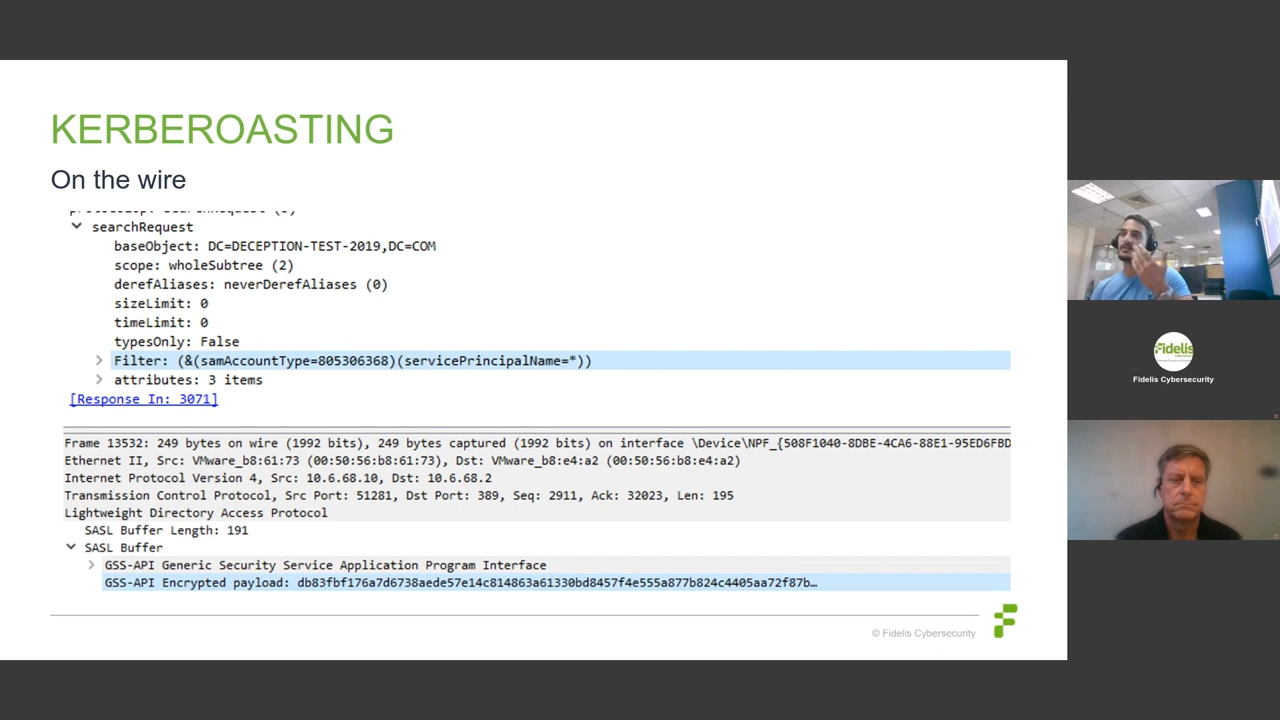 KERBEROASTING
On the wire
searchRequest
baseObject: DC=DECEPTION-TEST-2019,DC=COM
scope: wholeSubtree (2)
derefAliases: neverDerefAliases (0)
sizeLimit: 0
timeLimit: 0
typesOnly: False
Filter: (&(samAccountType=805306368)(servicePrincipalName=*))
attributes: 3 items
[Response In: 3071]
Frame 13532: 249 bytes on wire (1992 bits), 249 bytes captured (1992 bits) on interface \Device\NPF_{508F1040-8DBE-4CA6-88E1-95ED6FBD
Ethernet II, Src: VMware_b8:61:73 (00:50:56:b8:61:73), Dst: VMware_b8:e4:a2 (00:50:56:b8:e4:a2)
Internet Protocol Version 4, Src: 10.6.68.10, Dst: 10.6.68.2
Transmission Control Protocol, Src Port: 51281, Dst Port: 389, Seq: 2911, Ack: 32023, Len: 195
Lightweight Directory Access Protocol
SASL Buffer Length: 191
SASL Buffer
GSS-API Generic Security Service Application Program Interface
GSS-API Encrypted payload: db83fbf176a7d6738aede57e14c814863a61330bd8457f4e555a877b824c4405aa72f87b…
© Fidelis Cybersecurity
Fidelis
Fidelis Cybersecurity